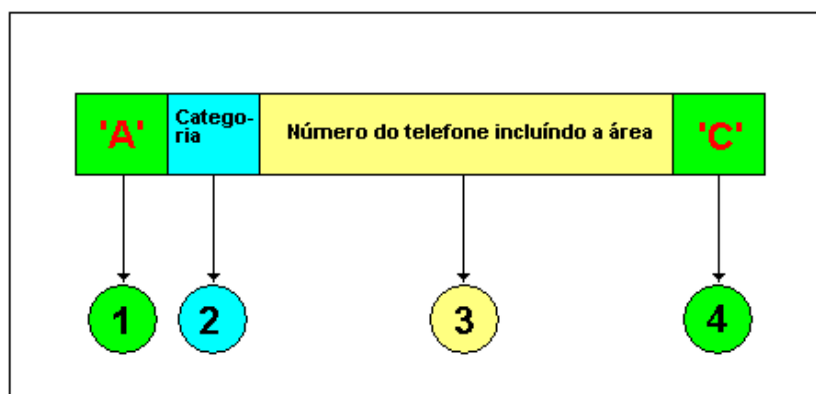 'A'
Catego-
ria
Número do telefone incluíndo a área
'C'
1
2
3
4